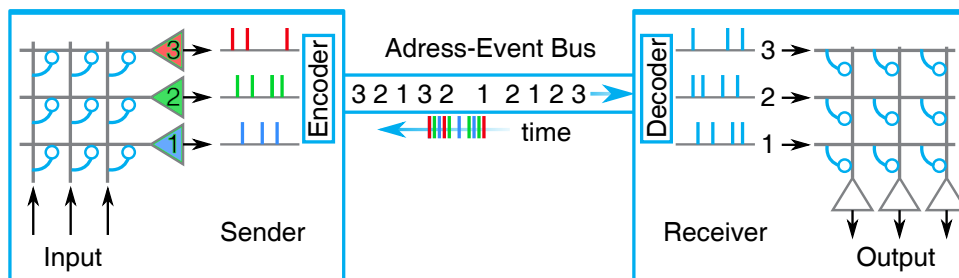 3
2
1
Encoder
Adress-Event Bus
3 2 1 3 2 1 2 1 2 3
time
Decoder
3
2
1
Input
Sender
Receiver
Output